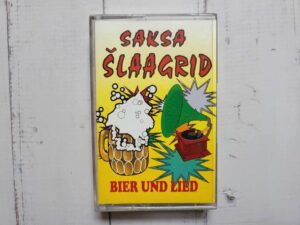 SAKSA
ŠLAAGRID
BIER UND LIED